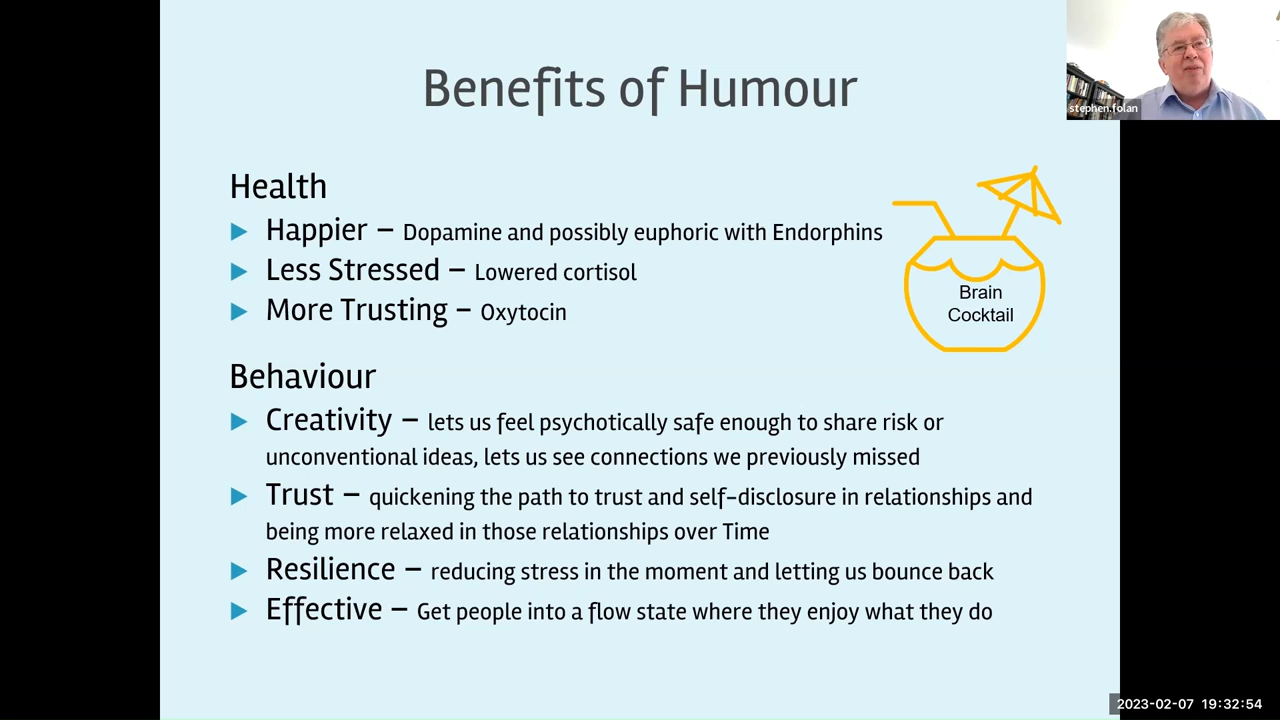 Benefits of Humour
stephen.folan
Health
Happier – Dopamine and possibly euphoric with Endorphins
Less Stressed – Lowered cortisol
More Trusting – Oxytocin
Brain
Cocktail
Behaviour
Creativity – lets us feel psychotically safe enough to share risk or
unconventional ideas, lets us see connections we previously missed
Trust – quickening the path to trust and self-disclosure in relationships and
being more relaxed in those relationships over Time
Resilience – reducing stress in the moment and letting us bounce back
Effective – Get people into a flow state where they enjoy what they do
2023-02-07 19:32:54